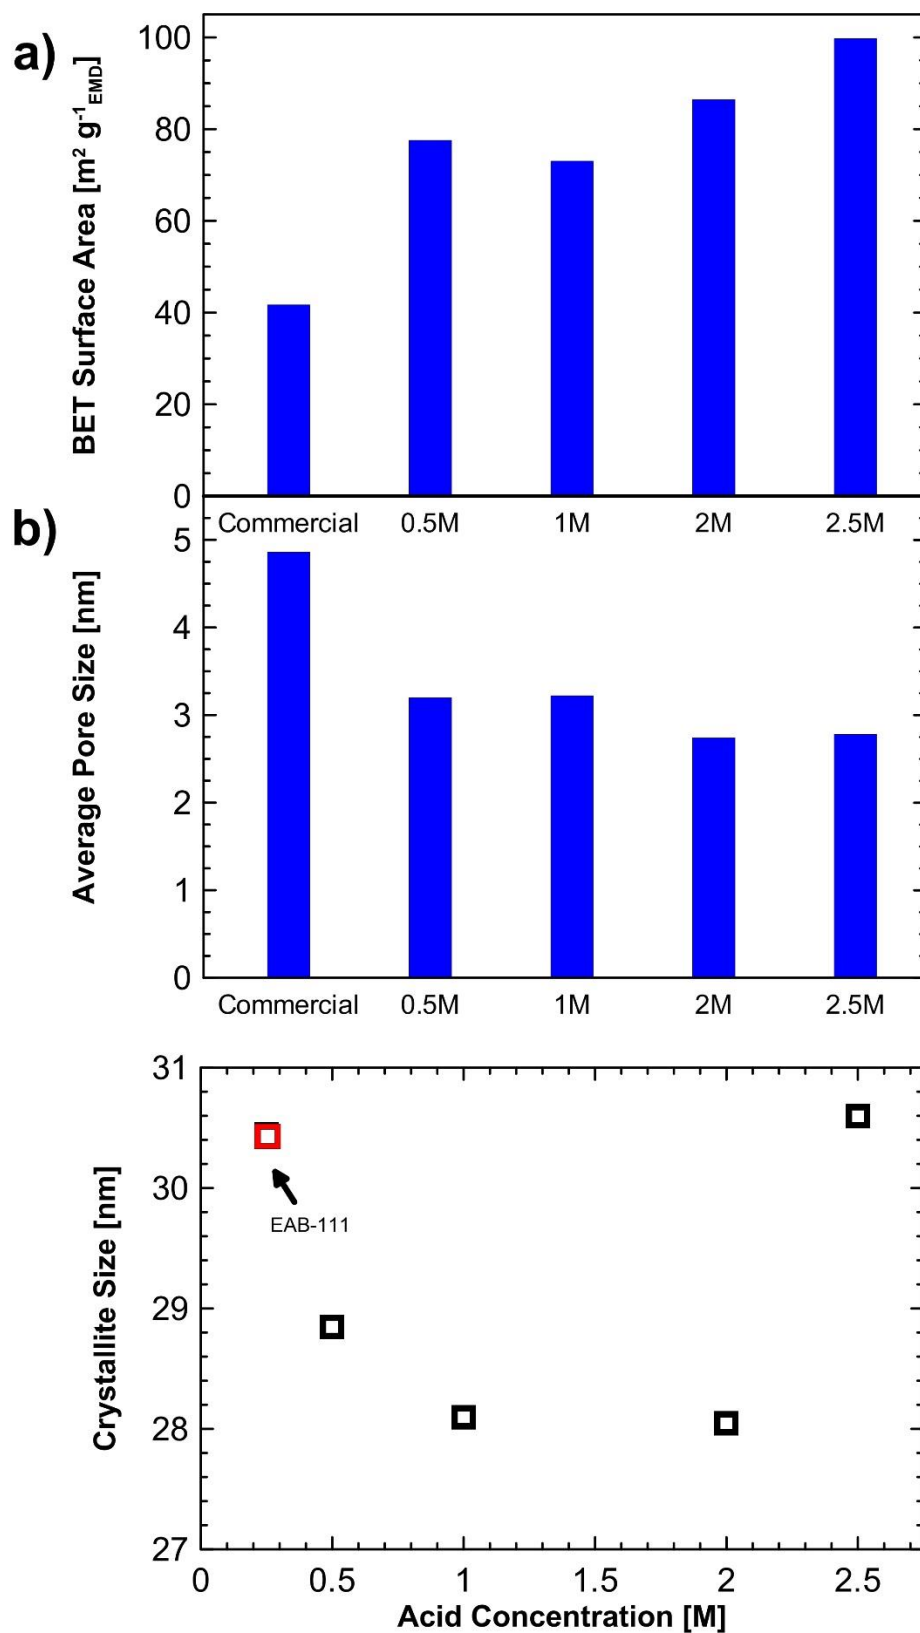 a)
BET Surface Area [m² g⁻¹EMD]
100
80
60
40
20
0
Commercial 0.5M 1M 2M 2.5M
b)
Average Pore Size [nm]
5
4
3
2
1
0
Commercial 0.5M 1M 2M 2.5M
Crystallite Size [nm]
31
30
29
28
27
EAB-111
0 0.5 1 1.5 2 2.5
Acid Concentration [M]